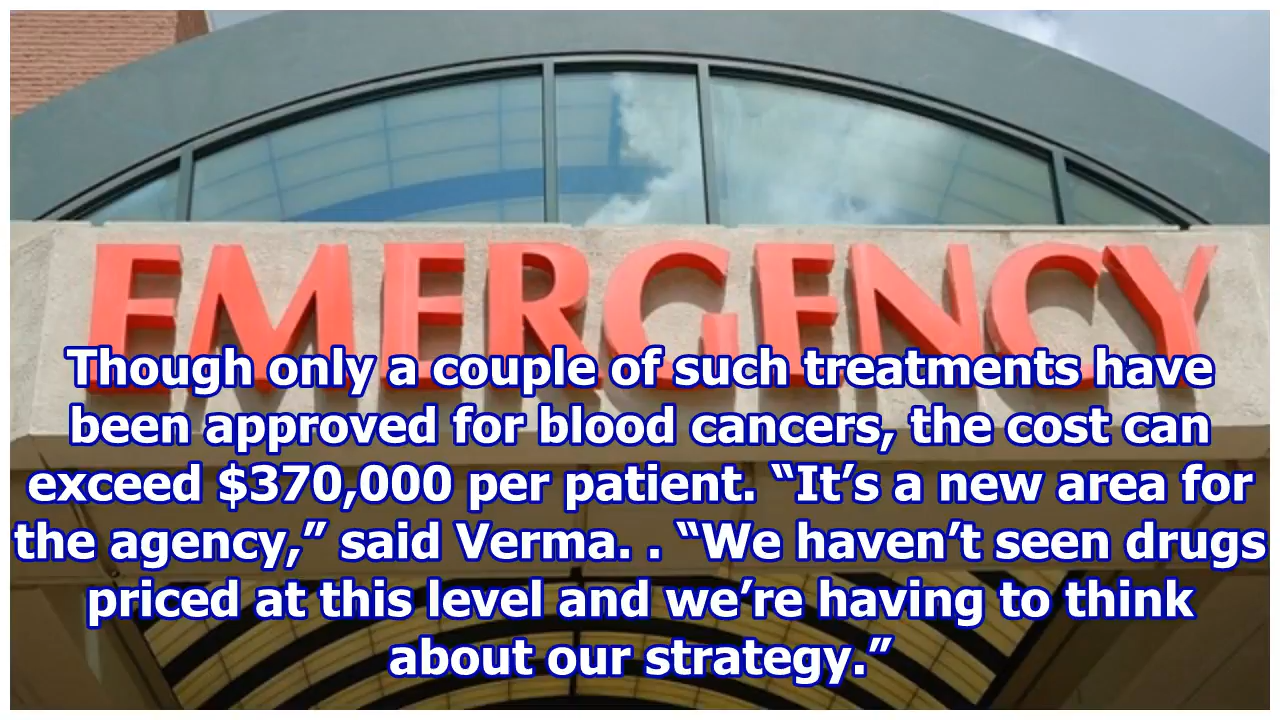 EMERGENCY
Though only a couple of such treatments have
been approved for blood cancers, the cost can
exceed $370,000 per patient. “It’s a new area for
the agency,” said Verma. . “We haven’t seen drugs
priced at this level and we’re having to think
about our strategy.”